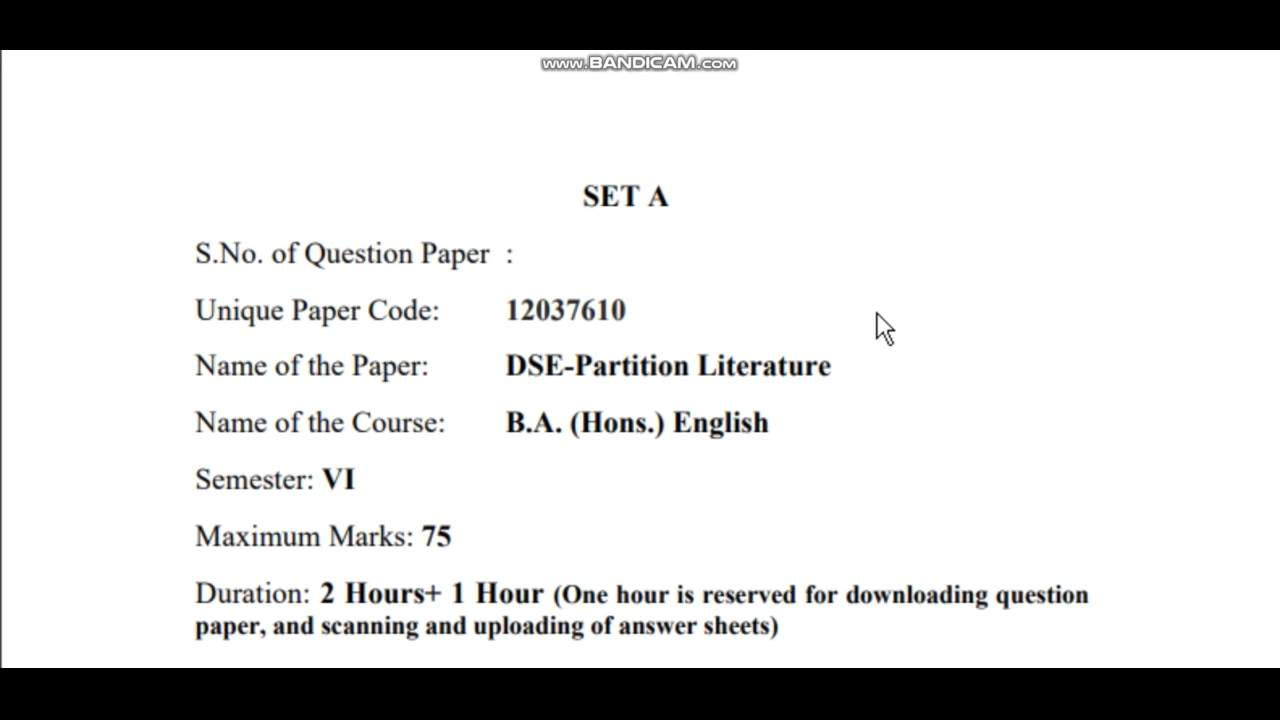 www.BANDICAM.com
SET A
S.No. of Question Paper :
Unique Paper Code: 12037610
Name of the Paper: DSE-Partition Literature
Name of the Course: B.A. (Hons.) English
Semester: VI
Maximum Marks: 75
Duration: 2 Hours+ 1 Hour (One hour is reserved for downloading question
paper, and scanning and uploading of answer sheets)